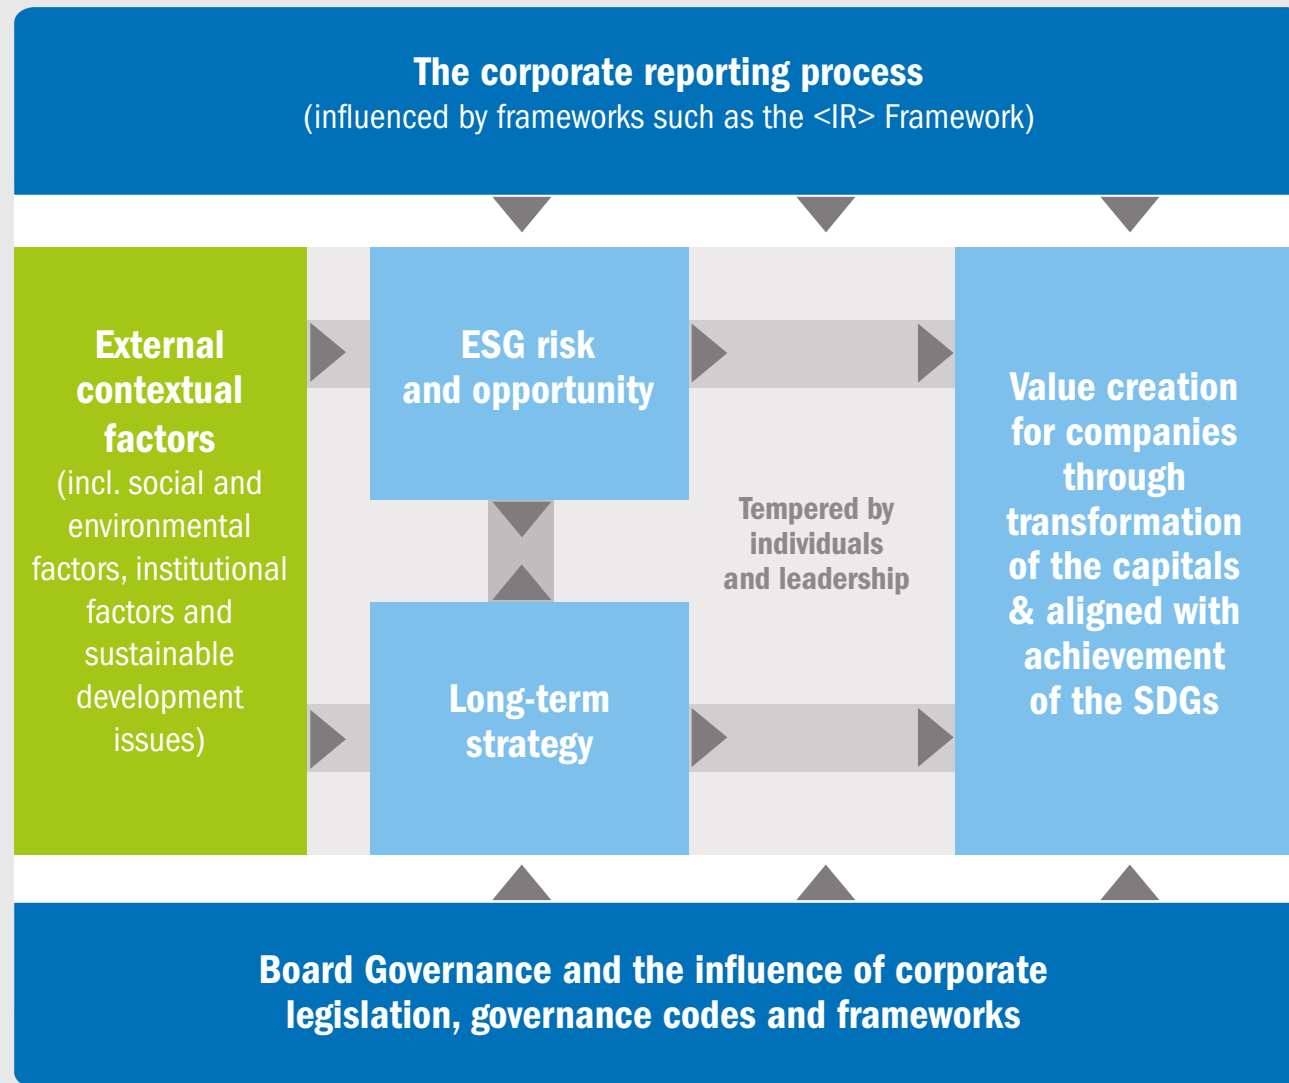 The corporate reporting process
(influenced by frameworks such as the <IR> Framework)
External
contextual
factors
(incl. social and
environmental
factors, institutional
factors and
sustainable
development
issues)
ESG risk
and opportunity
Long-term
strategy
Tempered by
individuals
and leadership
Value creation
for companies
through
transformation
of the capitals
& aligned with
achievement
of the SDGs
Board Governance and the influence of corporate
legislation, governance codes and frameworks